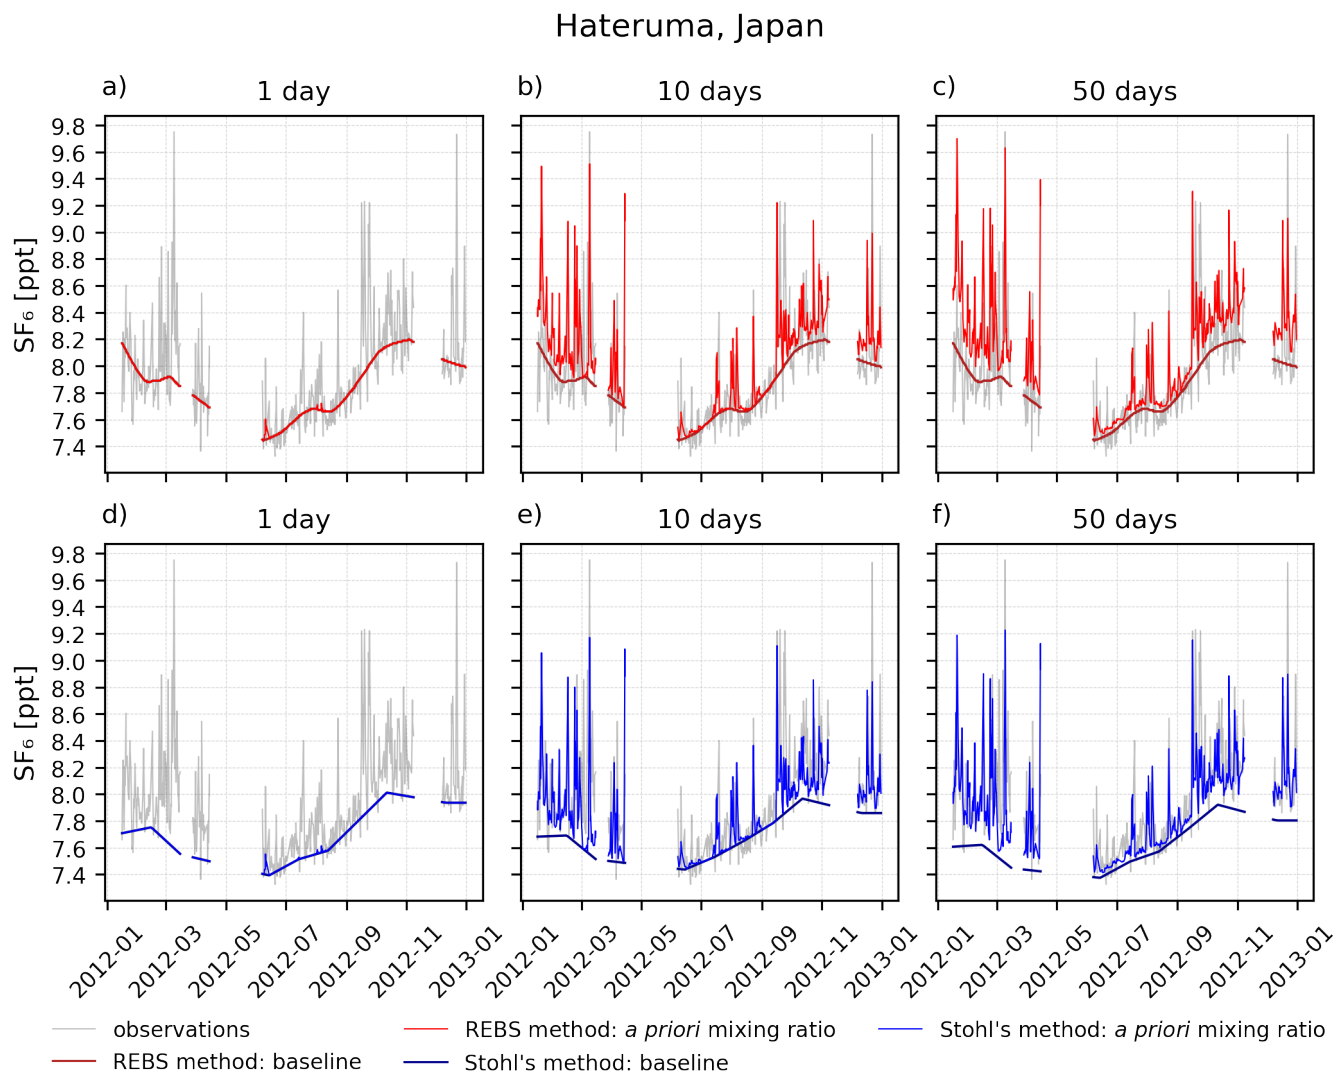 Hateruma, Japan
a) 1 day
b) 10 days
c) 50 days
9.8
9.6
9.4
9.2
9.0
8.8
8.6
8.4
8.2
8.0
7.8
7.6
7.4
SF₆ [ppt]
d) 1 day
e) 10 days
f) 50 days
9.8
9.6
9.4
9.2
9.0
8.8
8.6
8.4
8.2
8.0
7.8
7.6
7.4
SF₆ [ppt]
2012-01 2012-03 2012-05 2012-07 2012-09 2012-11 2013-01
2012-01 2012-03 2012-05 2012-07 2012-09 2012-11 2013-01
2012-01 2012-03 2012-05 2012-07 2012-09 2012-11 2013-01
observations
REBS method: a priori mixing ratio
Stohl's method: a priori mixing ratio
REBS method: baseline
Stohl's method: baseline